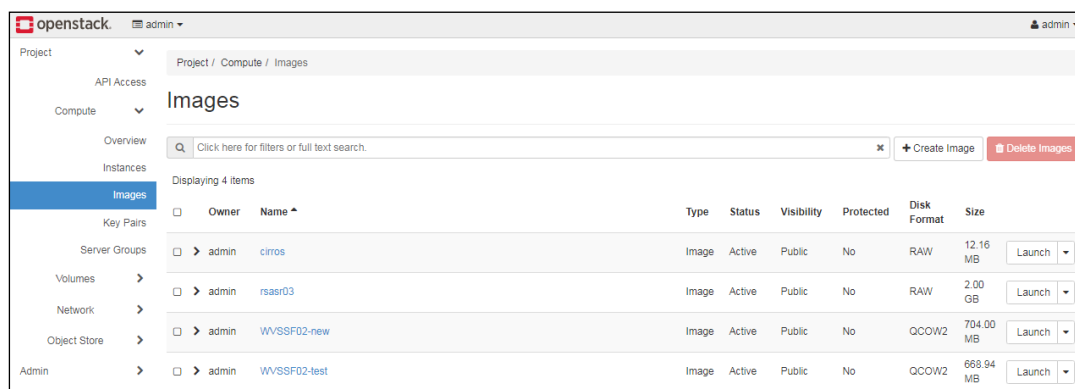 openstack. admin admin
Project
API Access
Compute
Overview
Instances
Images
Key Pairs
Server Groups
Volumes
Network
Object Store
Admin
Project / Compute / Images
Images
Click here for filters or full text search. Create Image Delete Images
Displaying 4 items
Owner Name Type Status Visibility Protected Disk Format Size
admin cirros Image Active Public No RAW 12.16 MB Launch
admin rsasr03 Image Active Public No RAW 2.00 GB Launch
admin WVSSF02-new Image Active Public No QCOW2 704.00 MB Launch
admin WVSSF02-test Image Active Public No QCOW2 668.94 MB Launch